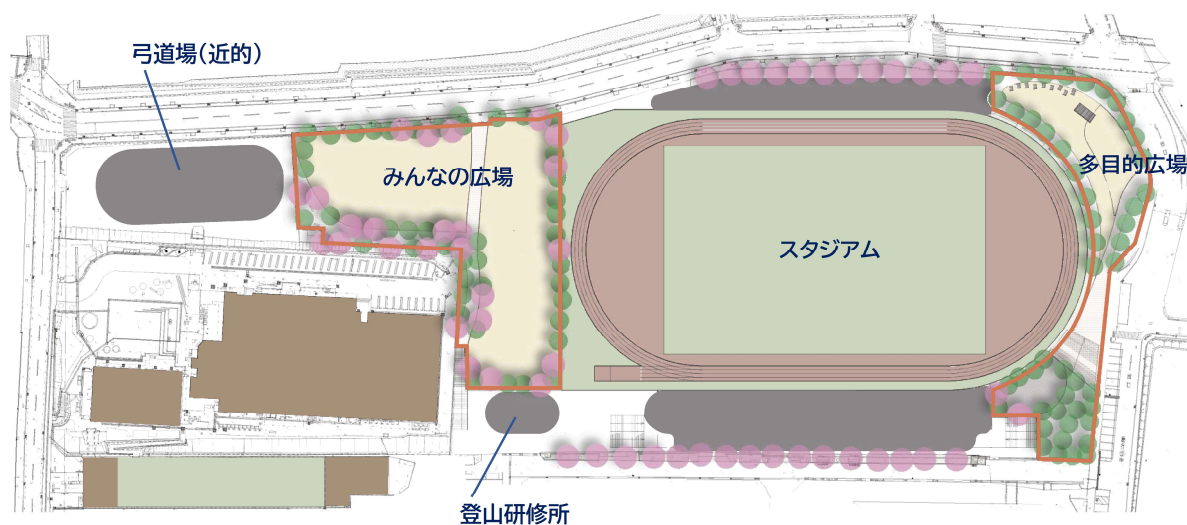 弓道場(近的)
みんなの広場
多目的広場
スタジアム
登山研修所